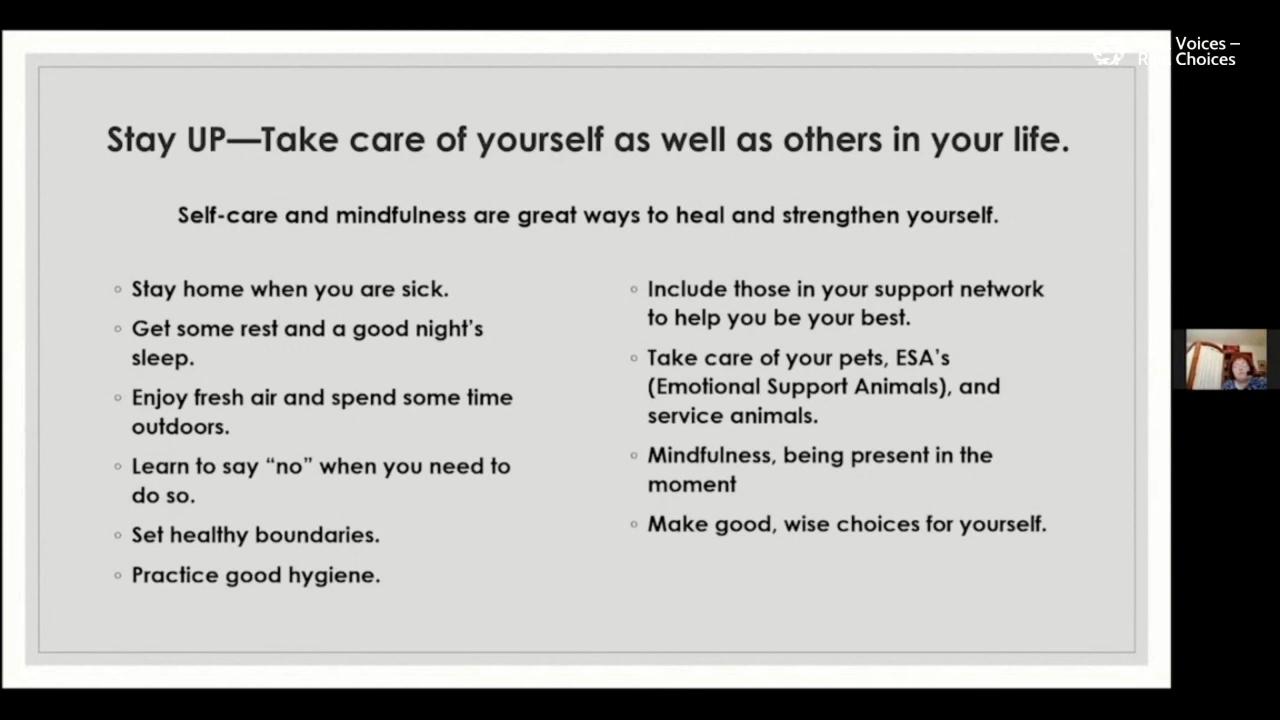 Voices –
Choices
Stay UP—Take care of yourself as well as others in your life.
Self-care and mindfulness are great ways to heal and strengthen yourself.
◦ Stay home when you are sick.
◦ Get some rest and a good night’s
sleep.
◦ Enjoy fresh air and spend some time
outdoors.
◦ Learn to say “no” when you need to
do so.
◦ Set healthy boundaries.
◦ Practice good hygiene.
◦ Include those in your support network
to help you be your best.
◦ Take care of your pets, ESA’s
(Emotional Support Animals), and
service animals.
◦ Mindfulness, being present in the
moment
◦ Make good, wise choices for yourself.